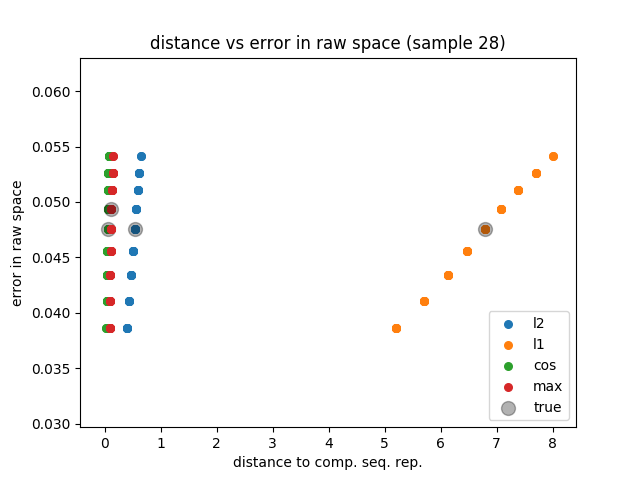 distance vs error in raw space (sample 28)
error in raw space
0.060
0.055
0.050
0.045
0.040
0.035
0.030
l2
l1
cos
max
true
0 1 2 3 4 5 6 7 8
distance to comp. seq. rep.